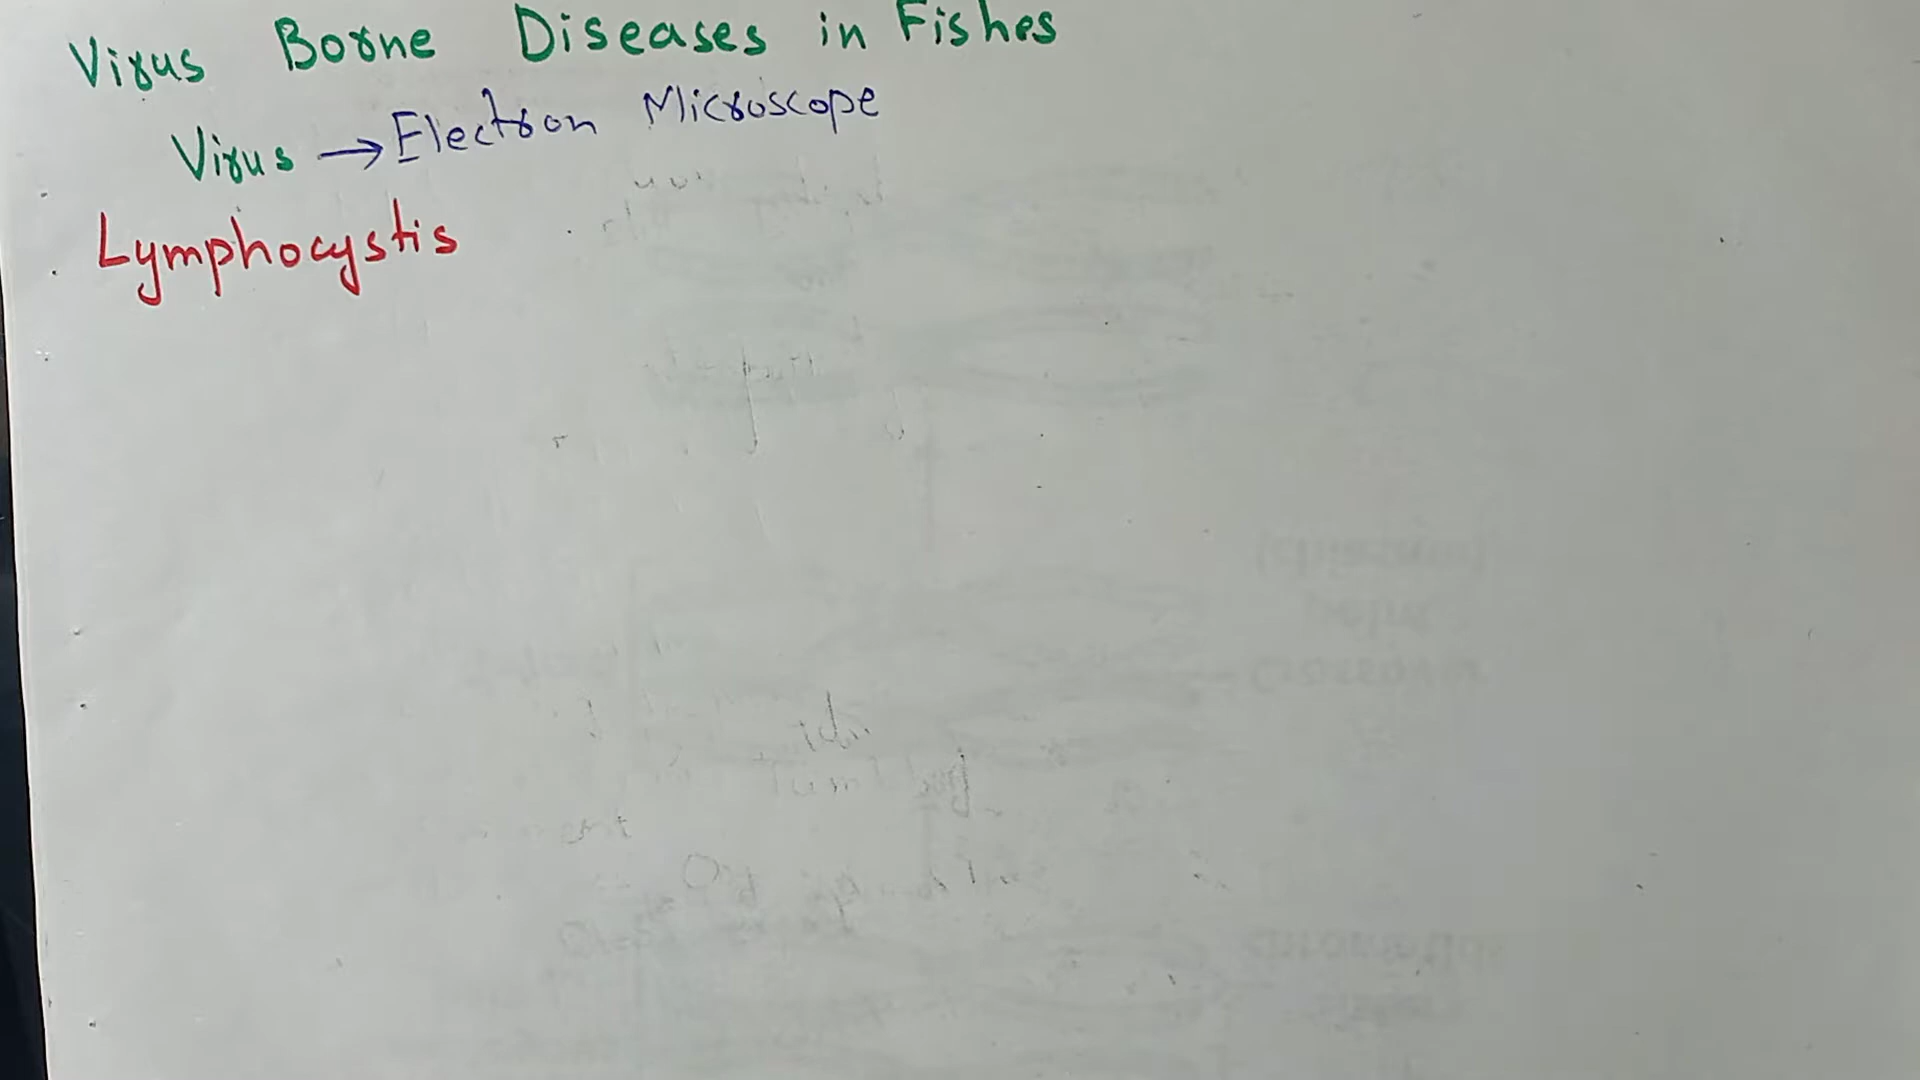 Virus Borne Diseases in Fishes
Virus → Electron Microscope
Lymphocystis